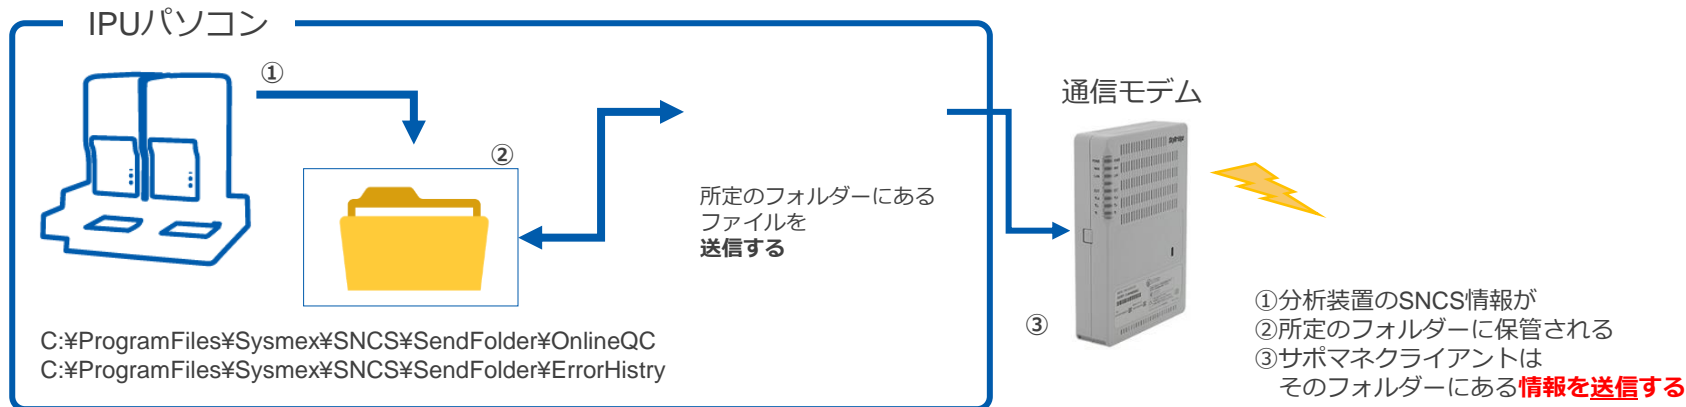 IPUパソコン
①
②
通信モデム
所定のフォルダーにある
ファイルを
送信する
C:¥ProgramFiles¥Sysmex¥SNCS¥SendFolder¥OnlineQC
C:¥ProgramFiles¥Sysmex¥SNCS¥SendFolder¥ErrorHistry
③
①分析装置のSNCS情報が
②所定のフォルダーに保管される
③サポマネクライアントは
そのフォルダーにある情報を送信する